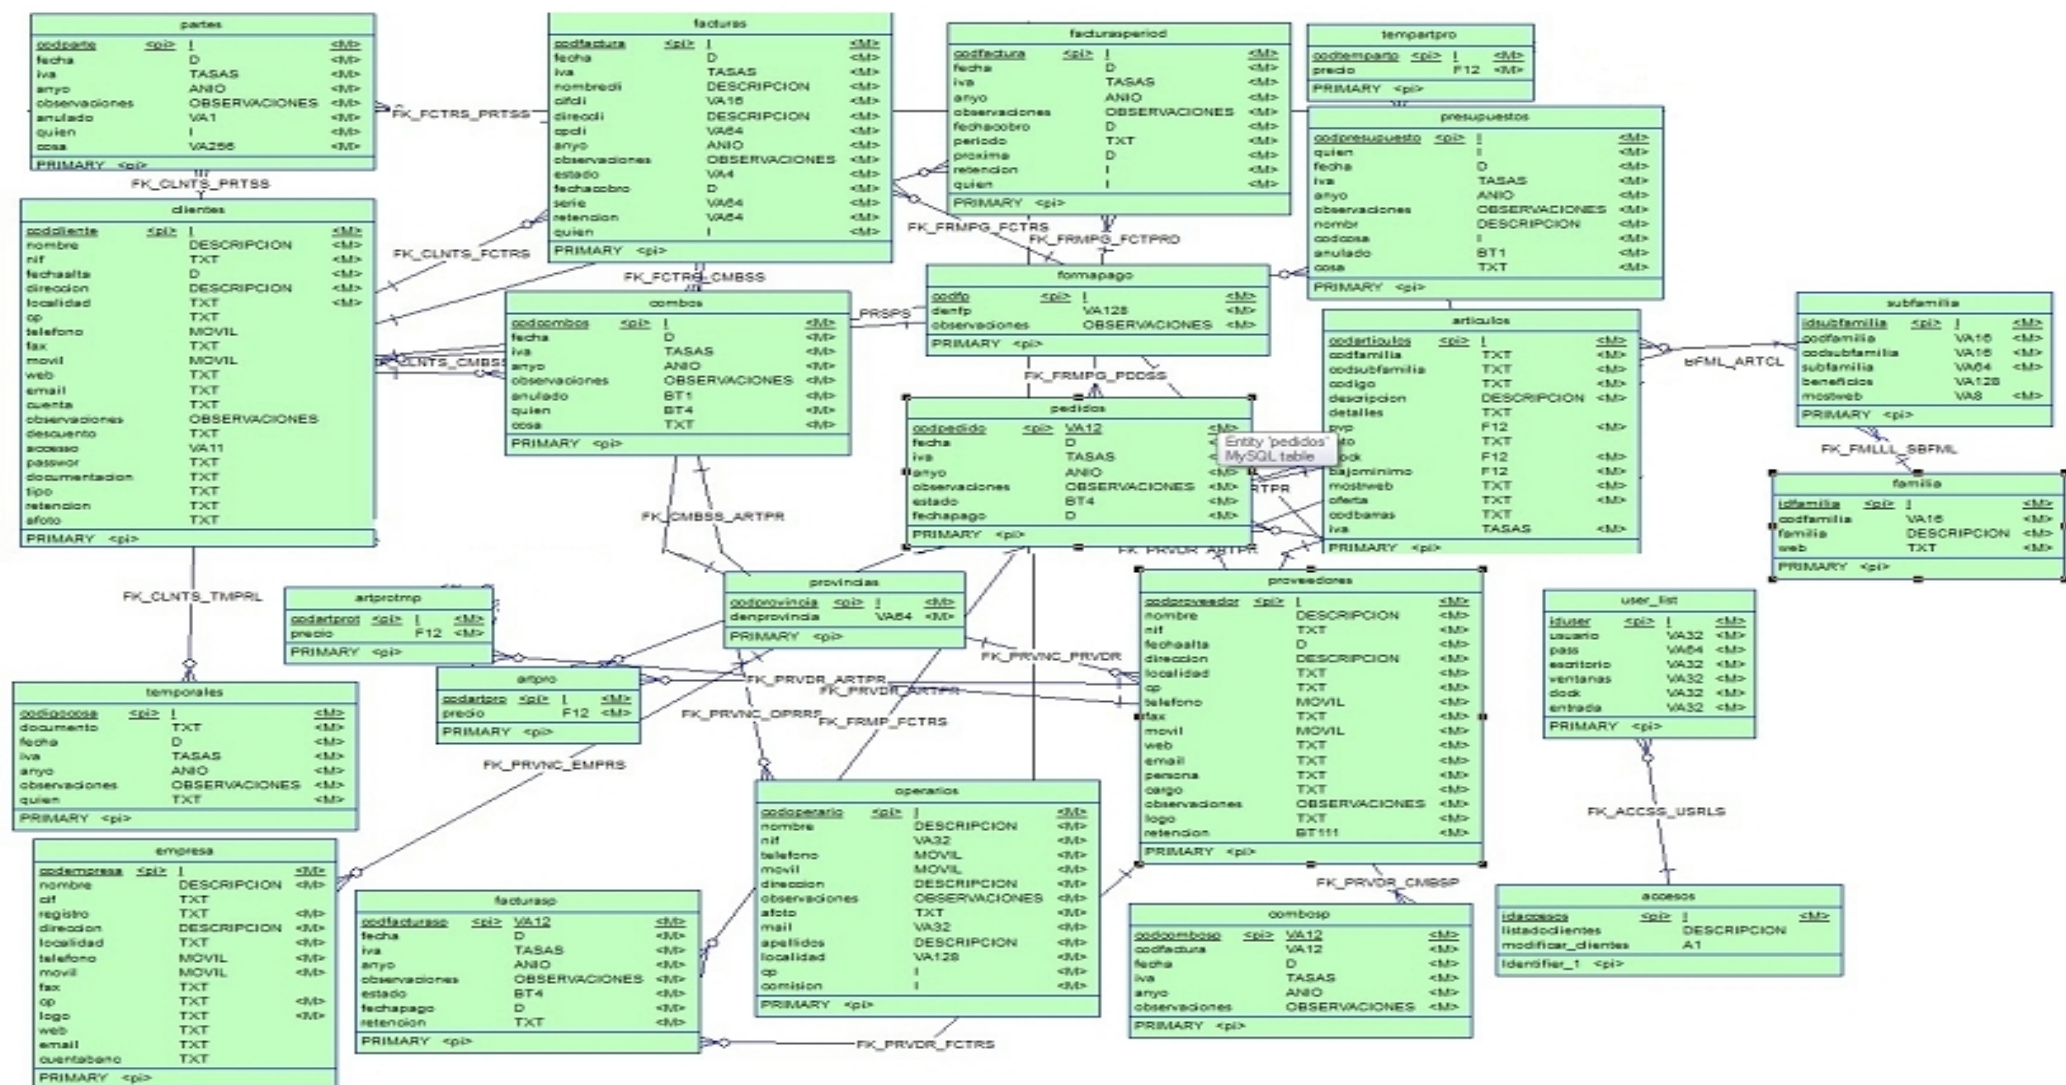 partes
codparte <pi> I <M>
fecha D <M>
iva TASAS <M>
anyo ANIO <M>
observaciones OBSERVACIONES <M>
anulado VA1 <M>
quien I <M>
cosa VA256 <M>
PRIMARY <pi>
facturas
codfactura <pi> I <M>
fecha D <M>
iva TASAS <M>
nombrecli DESCRIPCION <M>
cifcli VA16 <M>
direccli DESCRIPCION <M>
cpcli VA64 <M>
anyo ANIO <M>
observaciones OBSERVACIONES <M>
estado VA4 <M>
fechacobro D <M>
serie VA64 <M>
retencion VA64 <M>
quien I <M>
PRIMARY <pi>
facturasperiod
codfactura <pi> I <M>
fecha D <M>
iva TASAS <M>
anyo ANIO <M>
observaciones OBSERVACIONES <M>
fechacobro D <M>
periodo TXT <M>
proxima D <M>
retencion I <M>
quien I <M>
PRIMARY <pi>
tempartpro
codtempartp <pi> I <M>
precio F12 <M>
PRIMARY <pi>
presupuestos
codpresupuesto <pi> I <M>
quien I <M>
fecha D <M>
iva TASAS <M>
anyo ANIO <M>
observaciones OBSERVACIONES <M>
nombr DESCRIPCION <M>
codcosa I <M>
anulado BT1 <M>
cosa TXT <M>
PRIMARY <pi>
FK_FCTRS_PRTSS
FK_CLNTS_PRTSS
FK_CLNTS_FCTRS
FK_FCTRS_CMBSS
FK_FRMPG_FCTRS
FK_FRMPG_FCTPRD
clientes
codcliente <pi> I <M>
nombre DESCRIPCION <M>
nif TXT <M>
fechaalta D <M>
direccion DESCRIPCION <M>
localidad TXT <M>
cp TXT
telefono MOVIL
fax TXT
movil MOVIL
web TXT
email TXT
cuenta TXT
observaciones OBSERVACIONES
descuento TXT
accesso VA11
passwor TXT
documentacion TXT
tipo TXT
retencion TXT
afoto TXT
PRIMARY <pi>
combos
codcombos <pi> I <M>
fecha D <M>
iva TASAS <M>
anyo ANIO <M>
observaciones OBSERVACIONES <M>
anulado BT1 <M>
quien BT4 <M>
cosa TXT <M>
PRIMARY <pi>
CLNTS_CMBSS
PRSPS
formapago
codfp <pi> I <M>
denfp VA128 <M>
observaciones OBSERVACIONES <M>
PRIMARY <pi>
FK_FRMPG_PDDSS
pedidos
codpedido <pi> VA12 <M>
fecha D
iva TASAS
anyo ANIO <M>
observaciones OBSERVACIONES <M>
estado BT4 <M>
fechapago D <M>
PRIMARY <pi>
Entity 'pedidos'
MySQL table
articulos
codarticulos <pi> I <M>
codfamilia TXT <M>
codsubfamilia TXT <M>
codigo TXT <M>
descripcion DESCRIPCION <M>
detalles TXT
pvp F12 <M>
TXT
F12 <M>
bajominimo F12 <M>
mostrweb TXT <M>
oferta TXT <M>
codbarras TXT
iva TASAS <M>
PRIMARY <pi>
BFML_ARTCL
subfamilia
idsubfamilia <pi> I <M>
codfamilia VA16 <M>
codsubfamilia VA16 <M>
subfamilia VA64 <M>
beneficios VA128
mostweb VA8 <M>
PRIMARY <pi>
FK_FMLLL_SBFML
familia
idfamilia <pi> I <M>
codfamilia VA16 <M>
familia DESCRIPCION <M>
web TXT <M>
PRIMARY <pi>
FK_CMBSS_ARTPR
RTPR
FK_PRVDR_ARTPR
FK_CLNTS_TMPRL
artprotmp
codartprot <pi> I <M>
precio F12 <M>
PRIMARY <pi>
provincias
codprovincia <pi> I <M>
denprovincia VA64 <M>
PRIMARY <pi>
FK_PRVNC_PRVDR
artpro
codartpro <pi> I <M>
precio F12 <M>
PRIMARY <pi>
FK_PRVDR_ARTPR
FK_PRVDR_ARTPR
FK_PRVNC_OPRRS
FK_FRMP_FCTRS
FK_PRVNC_EMPRS
temporales
codigocosa <pi> I <M>
documento TXT <M>
fecha D <M>
iva TASAS <M>
anyo ANIO <M>
observaciones OBSERVACIONES <M>
quien TXT <M>
PRIMARY <pi>
proveedores
codproveedor <pi> I <M>
nombre DESCRIPCION <M>
nif TXT <M>
fechaalta D <M>
direccion DESCRIPCION <M>
localidad TXT <M>
cp TXT <M>
telefono MOVIL <M>
fax TXT <M>
movil MOVIL <M>
web TXT <M>
email TXT <M>
persona TXT <M>
cargo TXT <M>
observaciones OBSERVACIONES <M>
logo TXT <M>
retencion BT111 <M>
PRIMARY <pi>
user_list
iduser <pi> I <M>
usuario VA32 <M>
pass VA64 <M>
escritorio VA32 <M>
ventanas VA32 <M>
dock VA32 <M>
entrada VA32 <M>
PRIMARY <pi>
FK_ACCSS_USRLS
accesos
idaccesos <pi> I <M>
listadoclientes DESCRIPCION
modificar_clientes A1
Identifier_1 <pi>
empresa
codempresa <pi> I <M>
nombre DESCRIPCION <M>
cif TXT
registro TXT <M>
direccion DESCRIPCION <M>
localidad TXT <M>
telefono MOVIL <M>
movil MOVIL <M>
fax TXT
cp TXT <M>
logo TXT <M>
web TXT
email TXT
cuentabanc TXT
PRIMARY <pi>
facturasp
codfacturasp <pi> VA12 <M>
fecha D <M>
iva TASAS <M>
anyo ANIO <M>
observaciones OBSERVACIONES <M>
estado BT4 <M>
fechapago D <M>
retencion TXT <M>
PRIMARY <pi>
operarios
codoperario <pi> I <M>
nombre DESCRIPCION <M>
nif VA32 <M>
telefono MOVIL <M>
movil MOVIL <M>
direccion DESCRIPCION <M>
observaciones OBSERVACIONES <M>
afoto TXT <M>
mail VA32 <M>
apellidos DESCRIPCION <M>
localidad VA128 <M>
cp I <M>
comision I <M>
PRIMARY <pi>
FK_PRVDR_FCTRS
FK_PRVDR_CMBSP
combosp
codcombosp <pi> VA12 <M>
codfactura VA12 <M>
fecha D <M>
iva TASAS <M>
anyo ANIO <M>
observaciones OBSERVACIONES <M>
PRIMARY <pi>